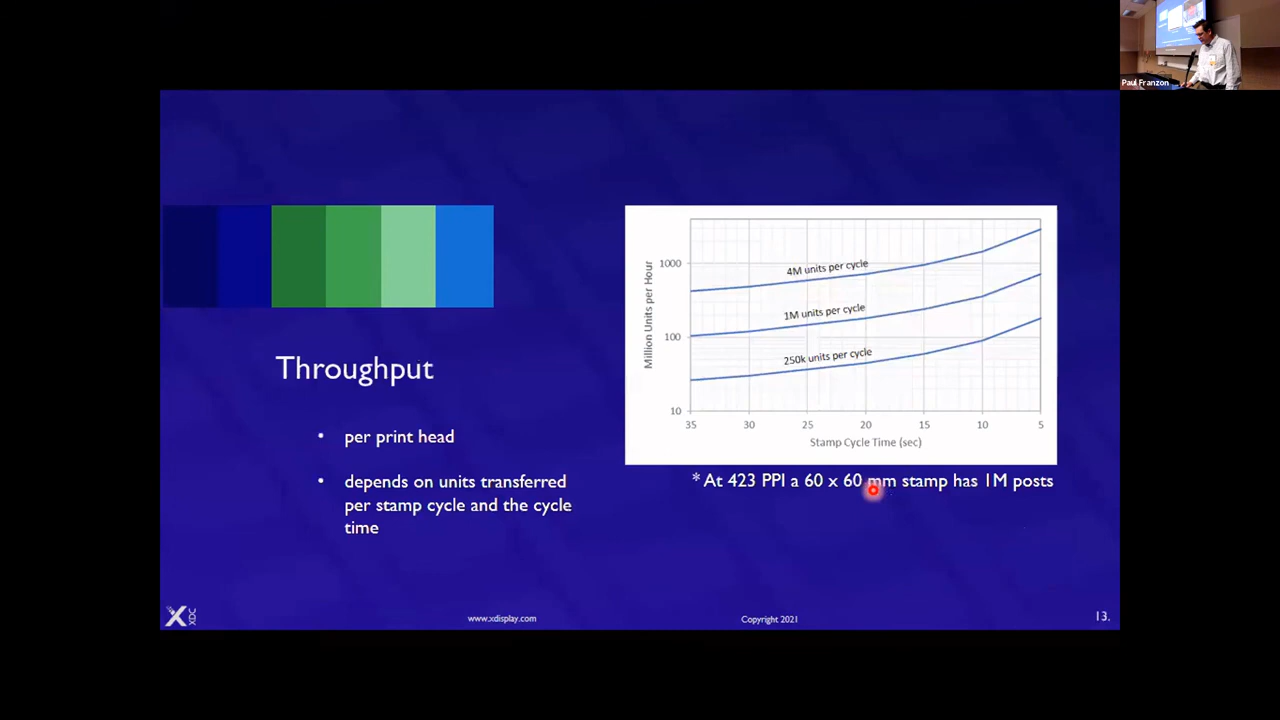 Paul Franzon
Throughput
• per print head
• depends on units transferred
per stamp cycle and the cycle
time
Million Units per Hour
1000
100
10
4M units per cycle
1M units per cycle
250k units per cycle
35 30 25 20 15 10 5
Stamp Cycle Time (sec)
* At 423 PPI a 60 x 60 mm stamp has 1M posts
X XDC
www.xdisplay.com
Copyright 2021
13.